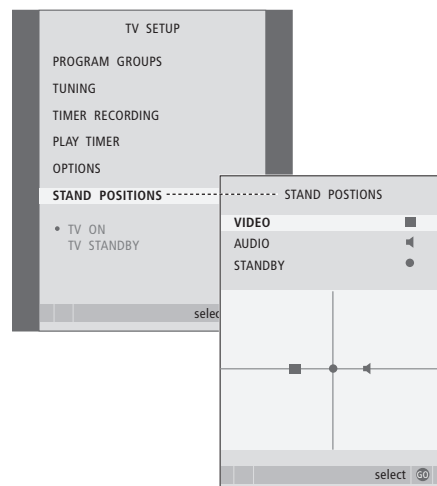 TV SETUP
PROGRAM GROUPS
TUNING
TIMER RECORDING
PLAY TIMER
OPTIONS
STAND POSITIONS
• TV ON
TV STANDBY
selec
STAND POSTIONS
VIDEO
AUDIO
STANDBY
select GO